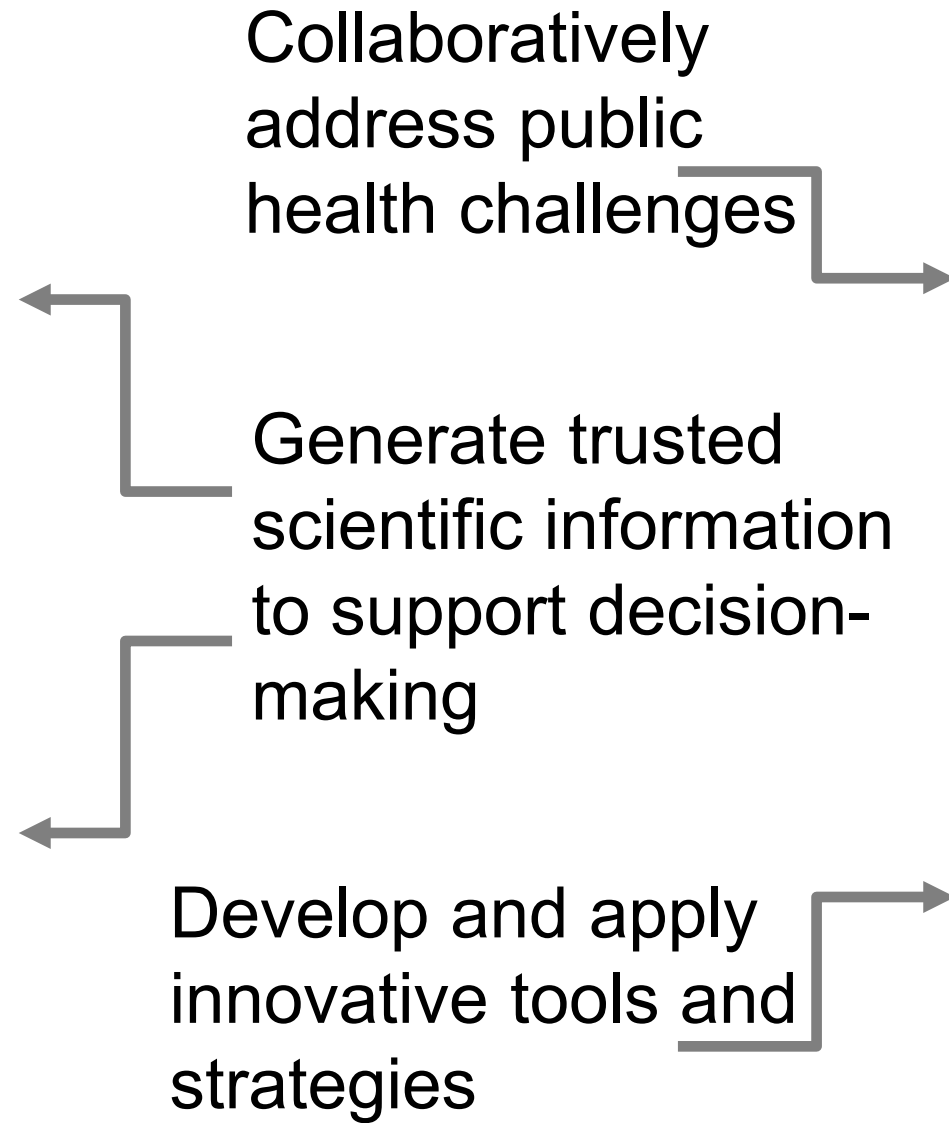 Collaboratively
address public
health challenges
Generate trusted
scientific information
to support decision-
making
Develop and apply
innovative tools and
strategies